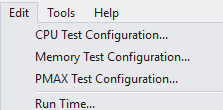 Edit Tools Help
CPU Test Configuration...
Memory Test Configuration...
PMAX Test Configuration...
Run Time...